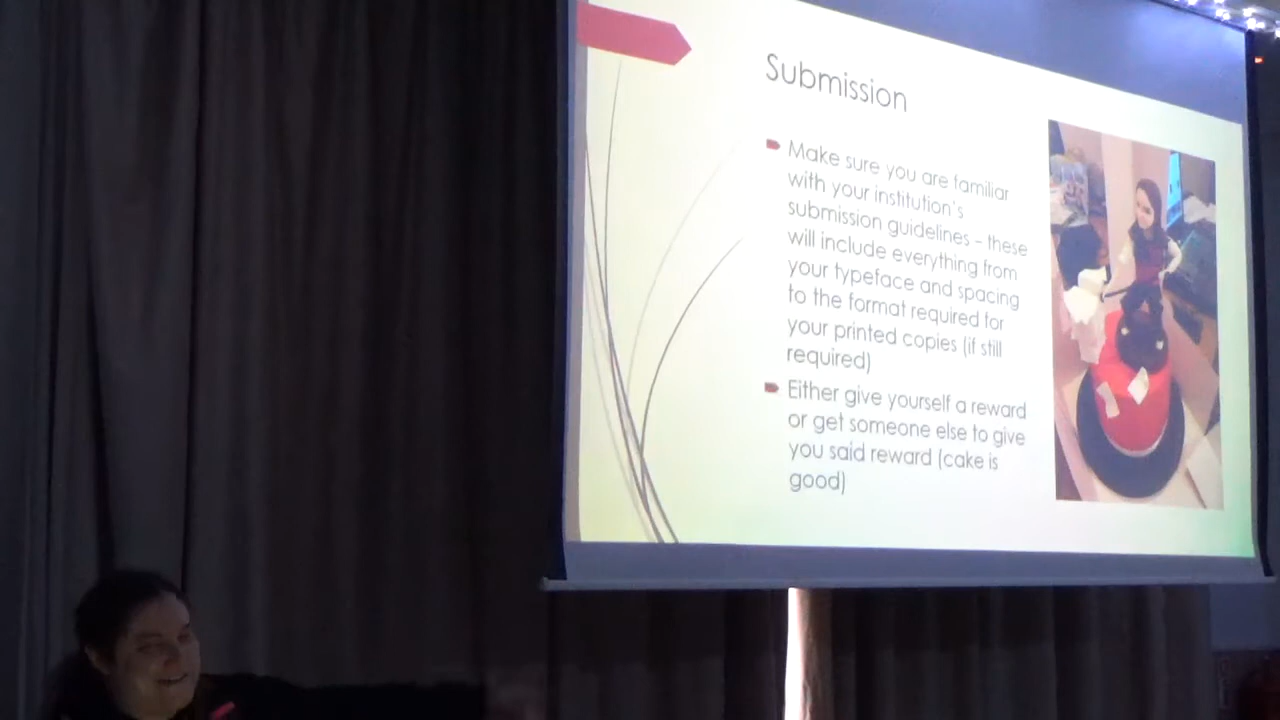 Submission
Make sure you are familiar
with your institution's
submission guidelines – these
will include everything from
your typeface and spacing
to the format required for
your printed copies (if still
required)
Either give yourself a reward
or get someone else to give
you said reward (cake is
good)